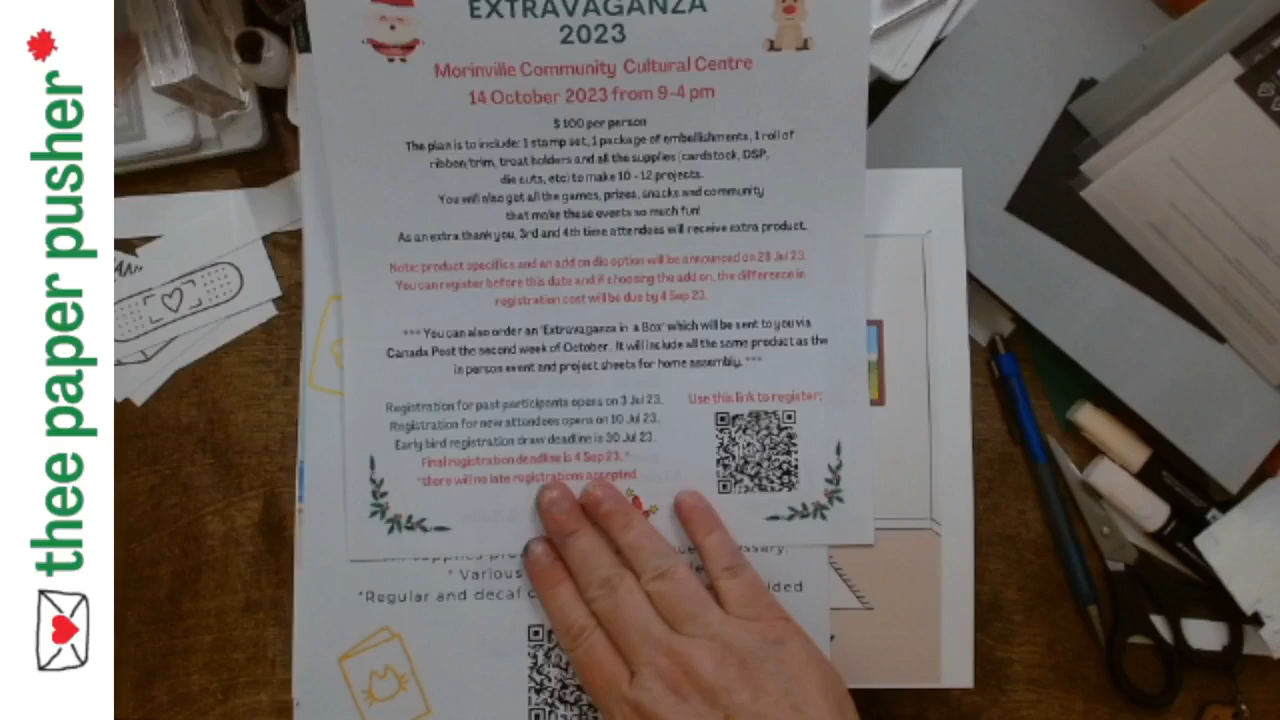 thee paper pusher
EXTRAVAGANZA
2023
Morinville Community Cultural Centre
14 October 2023 from 9-4 pm
$100 per person
The plan is to include: 1 stamp set, 1 package of embellishments, 1 roll of
ribbon/trim, treat holders and all the supplies (cardstock, DSP,
die cuts, etc) to make 10 - 12 projects.
You will also get all the games, prizes, snacks and community
that make these events so much fun!
As an extra thank you, 3rd and 4th time attendees will receive extra product.
Note: product specifics and an add on die option will be announced on 28 Jul 23.
You can register before this date and if choosing the add on, the difference in
registration cost will be due by 4 Sep 23.
*** You can also order an 'Extravaganza in a Box' which will be sent to you via
Canada Post the second week of October. It will include all the same product as the
in person event and project sheets for home assembly. ***
Registration for past participants opens on 3 Jul 23.
Use this link to register:
Registration for new attendees opens on 10 Jul 23.
Early bird registration draw deadline is 30 Jul 23.
Final registration deadline is 4 Sep 23. *
*there will no late registrations accepted
supplies
* Various
*Regular and decaf